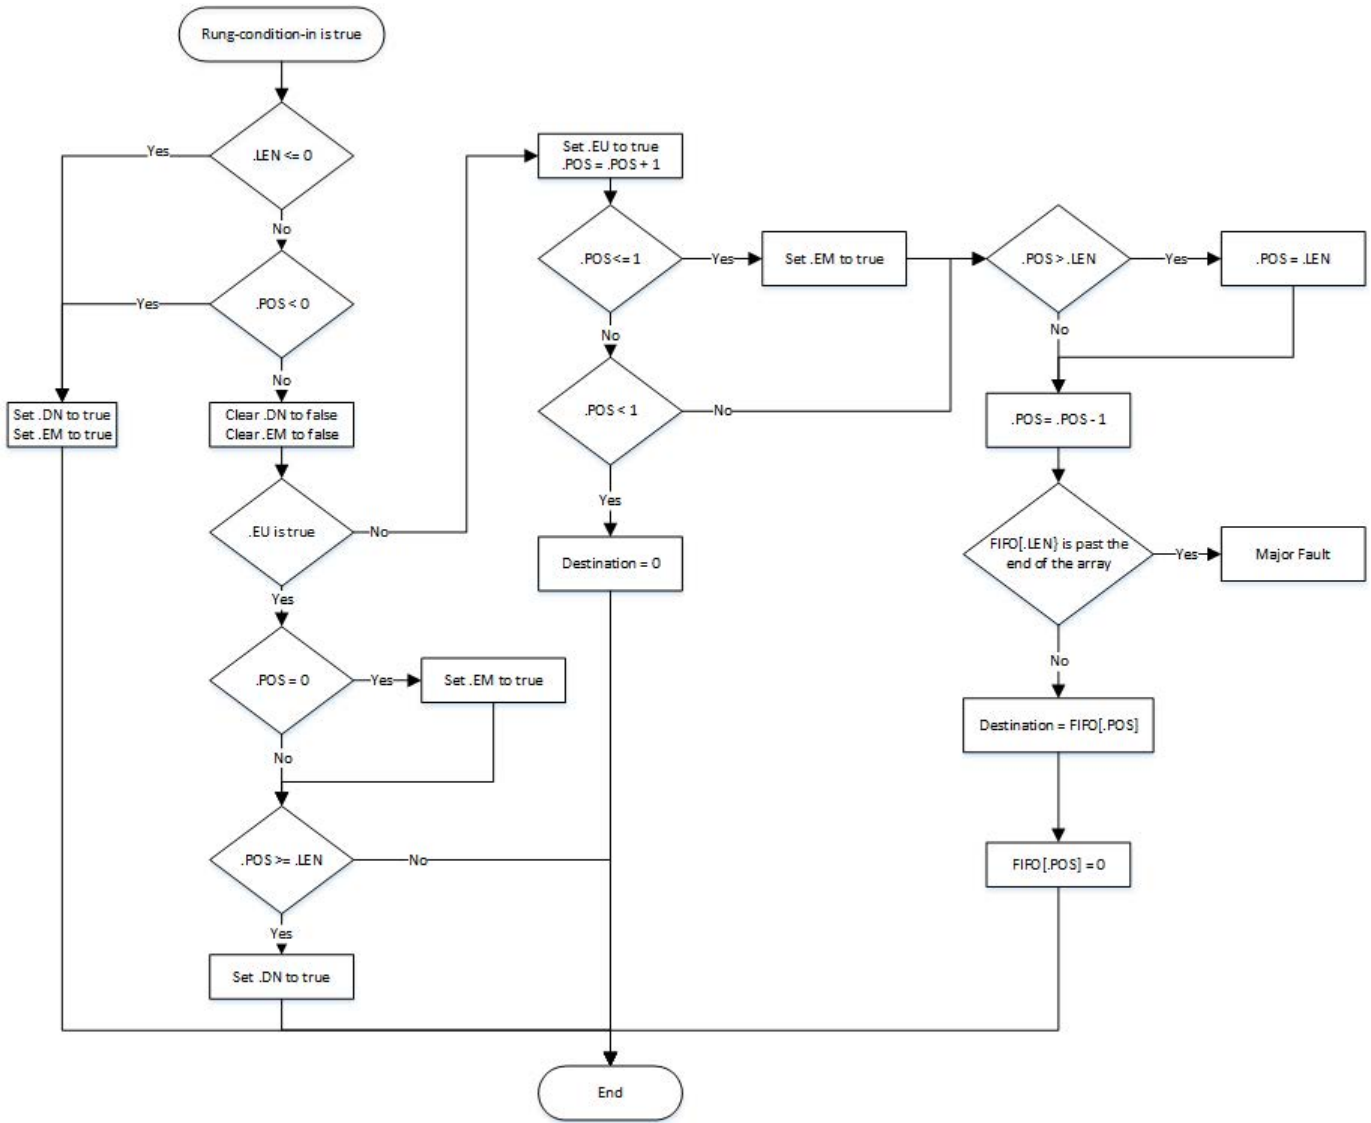 Rung-condition-in is true
.LEN <= 0
Yes
No
.POS < 0
Yes
No
Set .DN to true
Set .EM to true
Clear .DN to false
Clear .EM to false
.EU is true
No
Yes
.POS = 0
Yes
Set .EM to true
No
.POS >= .LEN
No
Yes
Set .DN to true
Set .EU to true
.POS = .POS + 1
.POS<= 1
Yes
Set .EM to true
No
.POS < 1
No
Yes
Destination = 0
.POS > .LEN
Yes
.POS = .LEN
No
.POS= .POS - 1
FIFO[.LEN} is past the
end of the array
Yes
Major Fault
No
Destination = FIFO[.POS]
FIFO[.POS] = 0
End